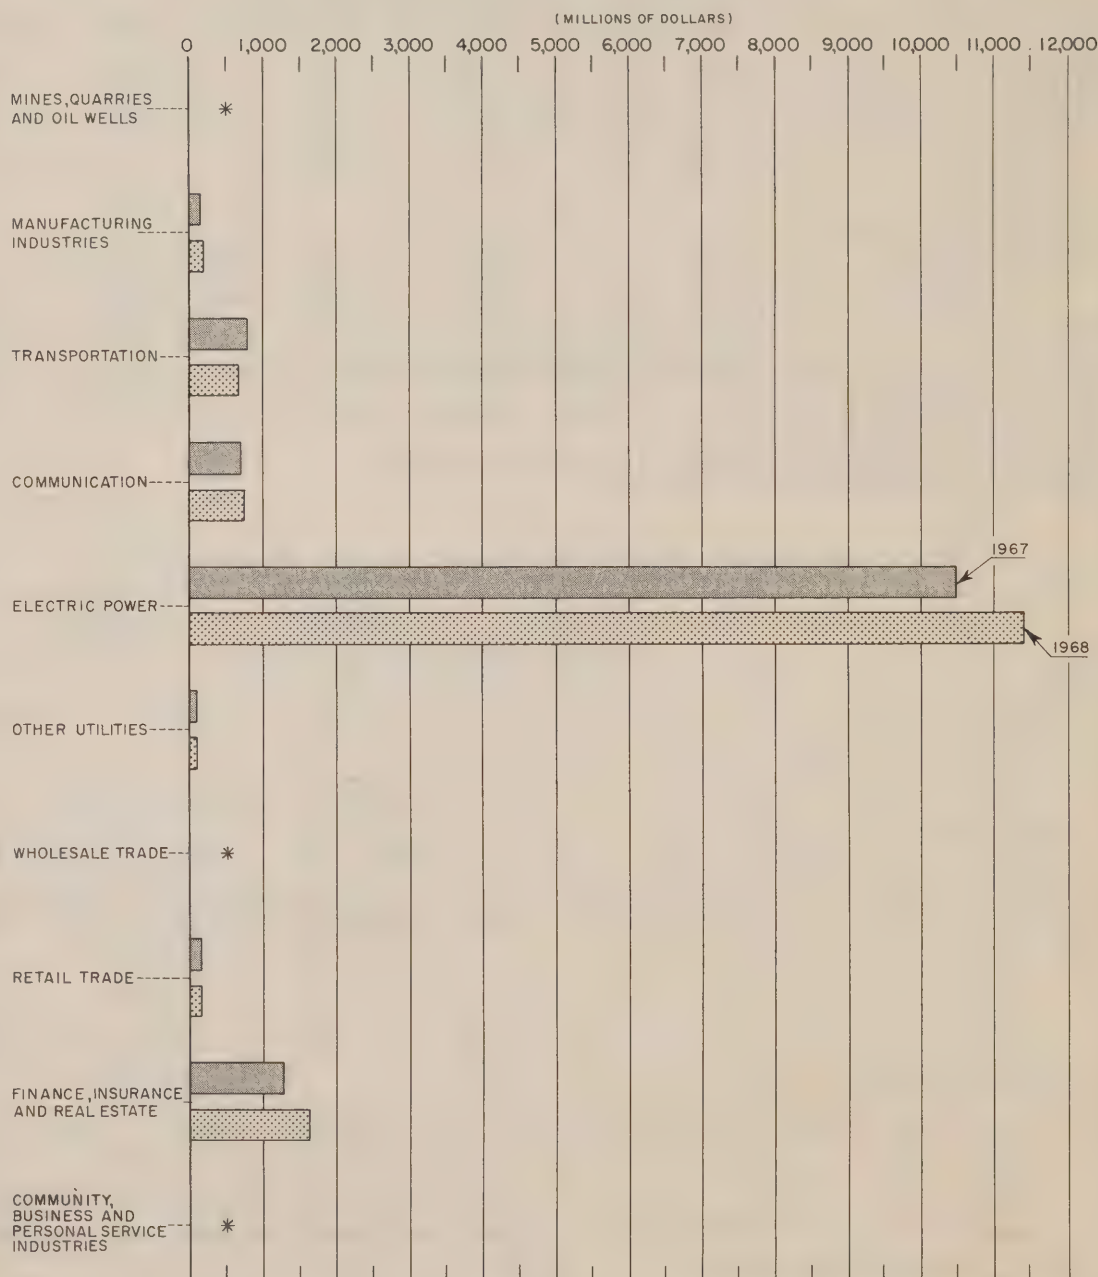 (MILLIONS OF DOLLARS)
0 1,000 2,000 3,000 4,000 5,000 6,000 7,000 8,000 9,000 10,000 11,000 12,000
MINES, QUARRIES
AND OIL WELLS
*
MANUFACTURING
INDUSTRIES
TRANSPORTATION
COMMUNICATION
1967
ELECTRIC POWER
1968
OTHER UTILITIES
WHOLESALE TRADE
*
RETAIL TRADE
FINANCE, INSURANCE
AND REAL ESTATE
COMMUNITY,
BUSINESS AND
PERSONAL SERVICE
INDUSTRIES
*